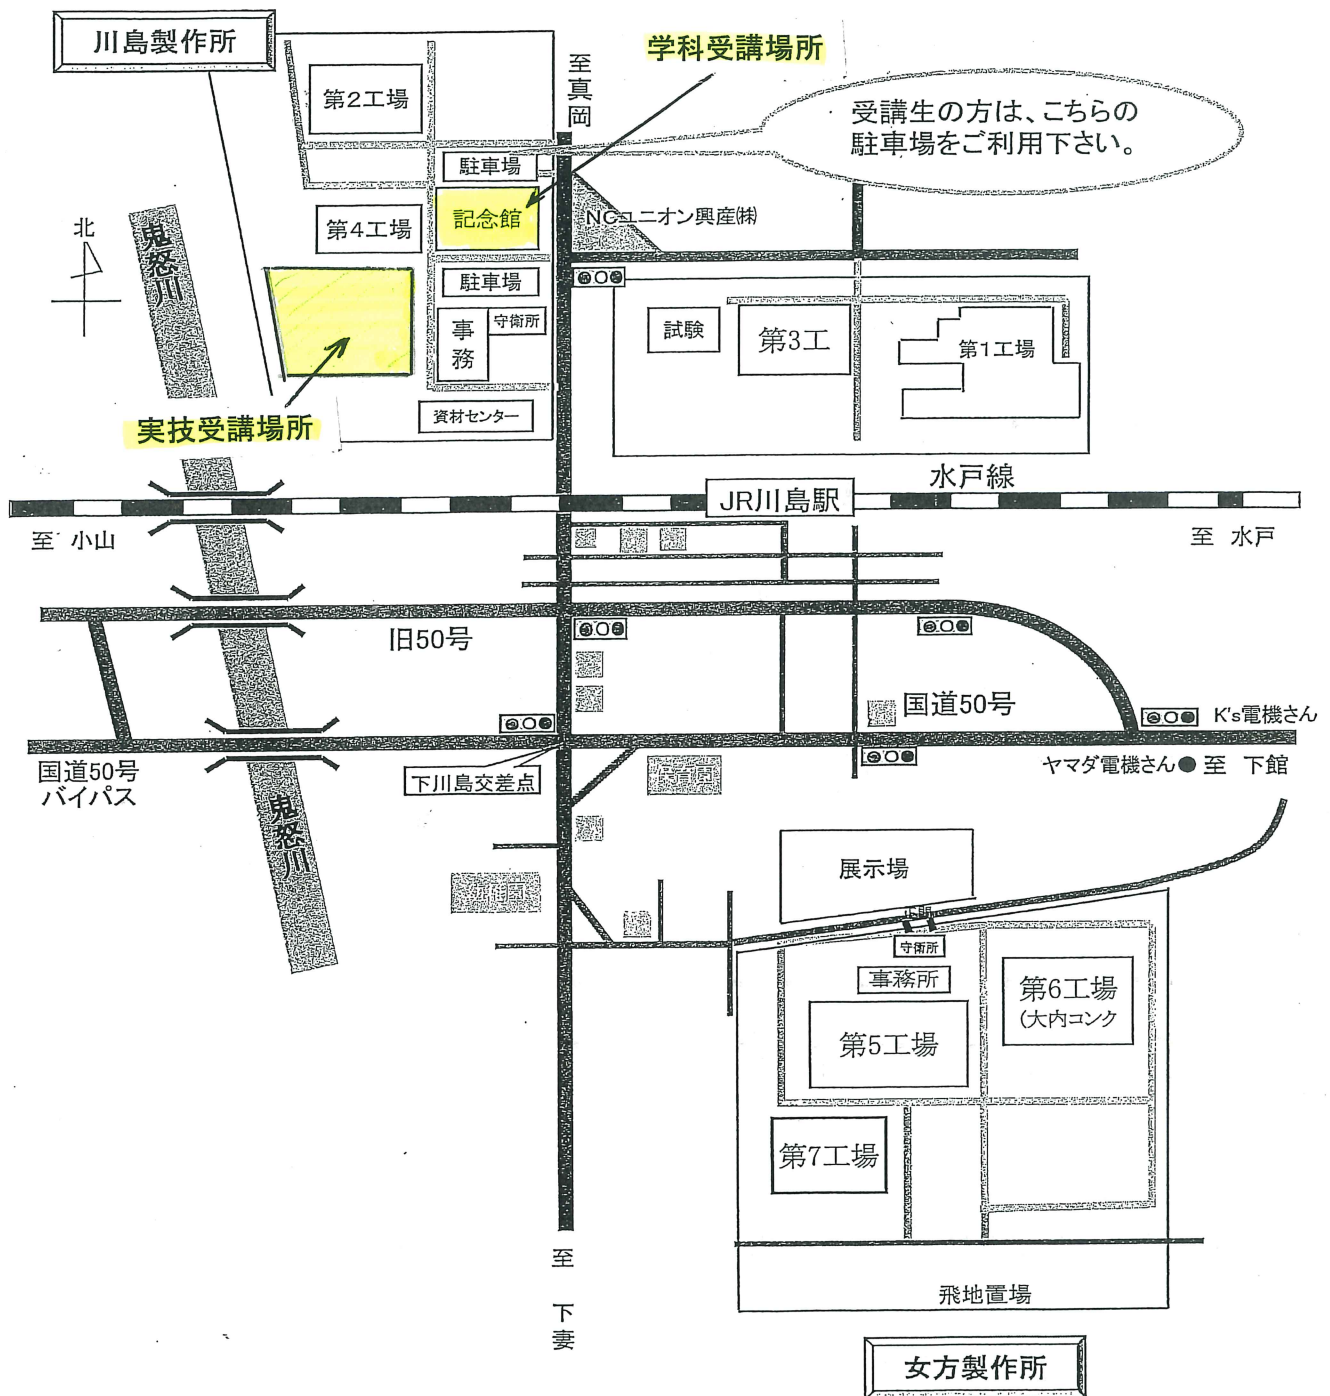 川島製作所
学科受講場所
至真岡
受講生の方は、こちらの
駐車場をご利用下さい。
第2工場
駐車場
記念館
第4工場
NCユニオン興産㈱
北
鬼怒川
駐車場
守衛所
事務
試験
第3工
第1工場
資材センター
実技受講場所
水戸線
JR川島駅
至 小山
至 水戸
旧50号
国道50号
K's電機さん
国道50号
バイパス
下川島交差点
保育園
ヤマダ電機さん● 至 下館
鬼怒川
展示場
正門
守衛所
事務所
第6工場
(大内コンク
第5工場
第7工場
至 下妻
飛地置場
女方製作所